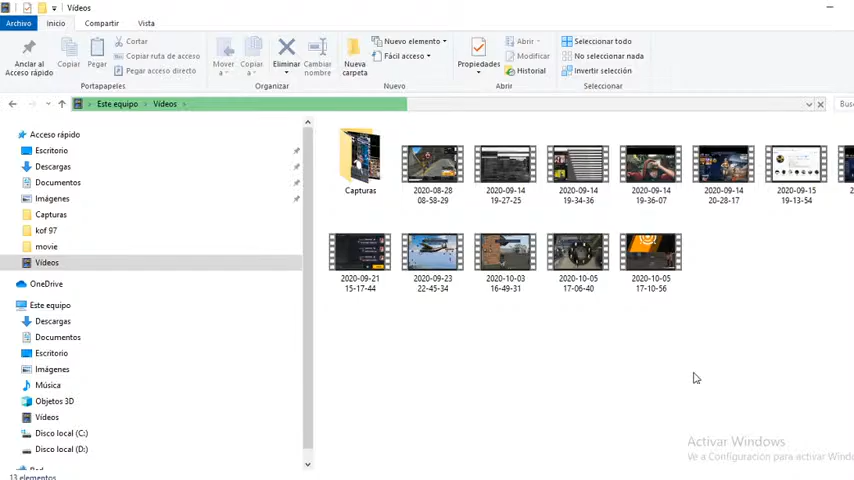 Vídeos
Archivo Inicio Compartir Vista
Anclar al Acceso rápido
Copiar
Pegar
Cortar
Copiar ruta de acceso
Pegar acceso directo
Portapapeles
Mover a
Copiar a
Eliminar
Cambiar nombre
Organizar
Nueva carpeta
Nuevo elemento
Fácil acceso
Nuevo
Propiedades
Abrir
Modificar
Historial
Abrir
Seleccionar todo
No seleccionar nada
Invertir selección
Seleccionar
Este equipo > Vídeos >
Acceso rápido
Escritorio
Descargas
Documentos
Imágenes
Capturas
kof 97
movie
Vídeos
OneDrive
Este equipo
Descargas
Documentos
Escritorio
Imágenes
Música
Objetos 3D
Vídeos
Disco local (C:)
Disco local (D:)
13 elementos
Capturas
2020-08-28 08-58-29
2020-09-14 19-27-25
2020-09-14 19-34-36
2020-09-14 19-36-07
2020-09-14 20-28-17
2020-09-15 19-13-54
2020-09-21 15-17-44
2020-09-23 22-45-34
2020-10-03 16-49-31
2020-10-05 17-06-40
2020-10-05 17-10-56
Activar Windows
Ve a Configuración para activar